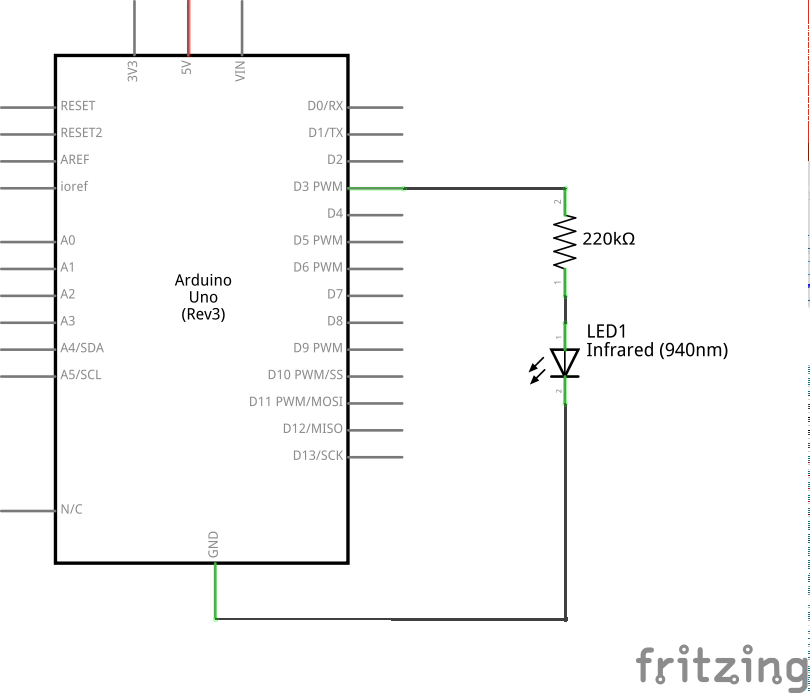 3V3
5V
VIN
RESET
RESET2
AREF
ioref
A0
A1
A2
A3
A4/SDA
A5/SCL
N/C
Arduino
Uno
(Rev3)
D0/RX
D1/TX
D2
D3 PWM
D4
D5 PWM
D6 PWM
D7
D8
D9 PWM
D10 PWM/SS
D11 PWM/MOSI
D12/MISO
D13/SCK
GND
2
220kΩ
1
1
LED1
Infrared (940nm)
2
fritzing